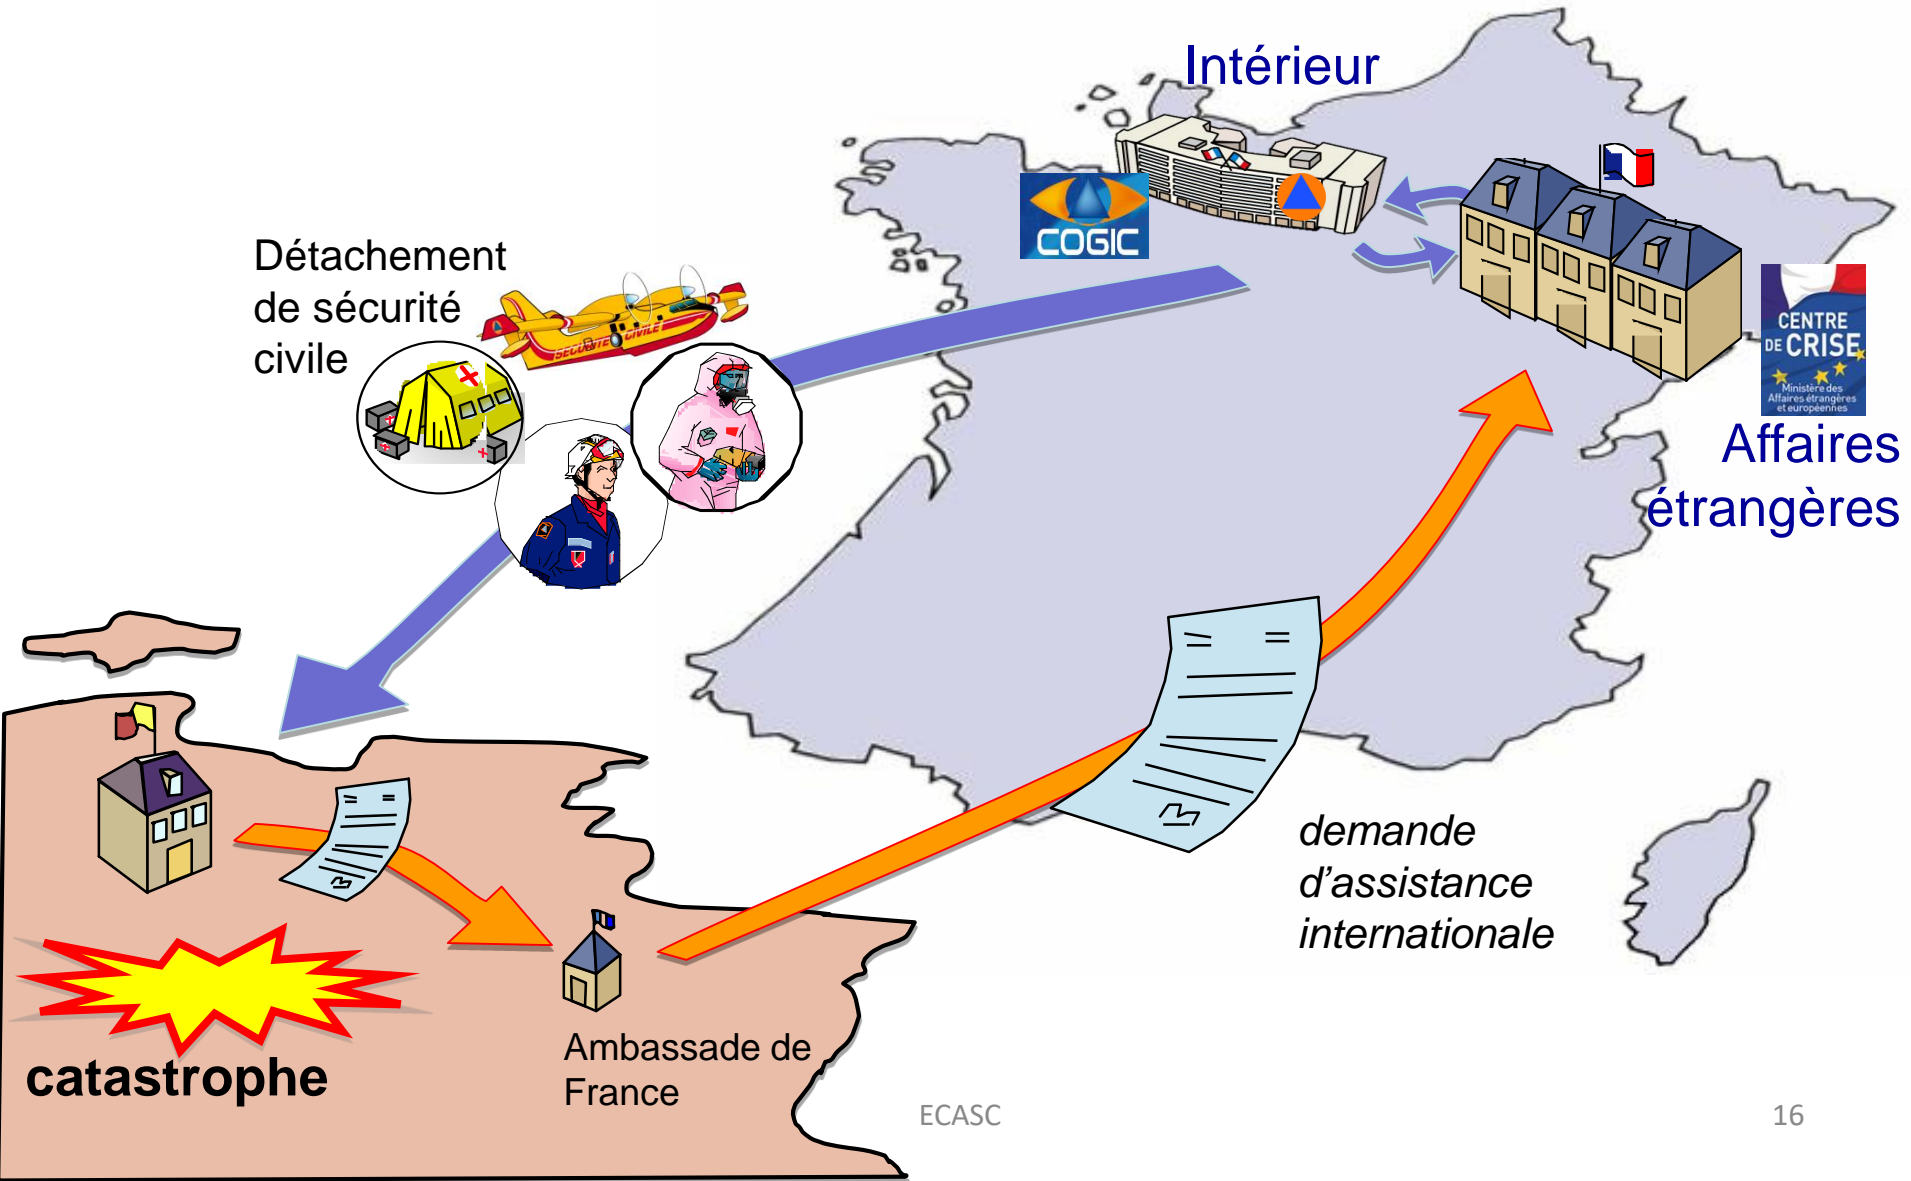 Intérieur
COGIC
Détachement
de sécurité
civile
SECURITE CIVILE
CENTRE
DE CRISE
Ministère des
Affaires étrangères
et européennes
Affaires
étrangères
demande
d’assistance
internationale
catastrophe
Ambassade de
France
ECASC
16